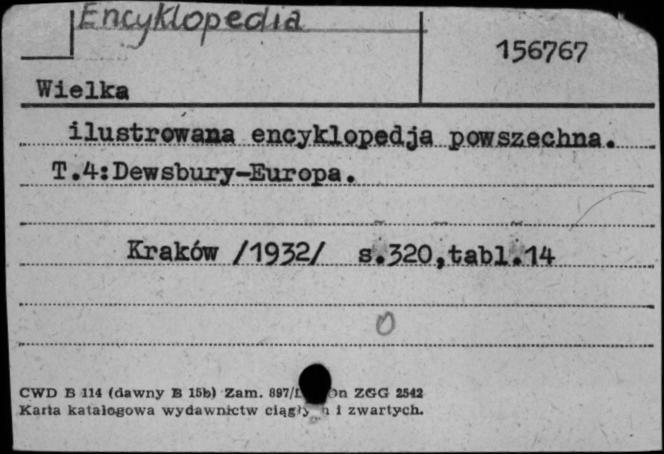 Encyklopedia
156767
Wielka
ilustrowana encyklopedja powszechna.
T.4:Dewsbury-Europa.
Kraków /1932/ s.320,tabl.14
0
CWD B 114 (dawny B 15b) Zam. 897/ ZGG 2542
Karta katalogowa wydawnictw i zwartych.